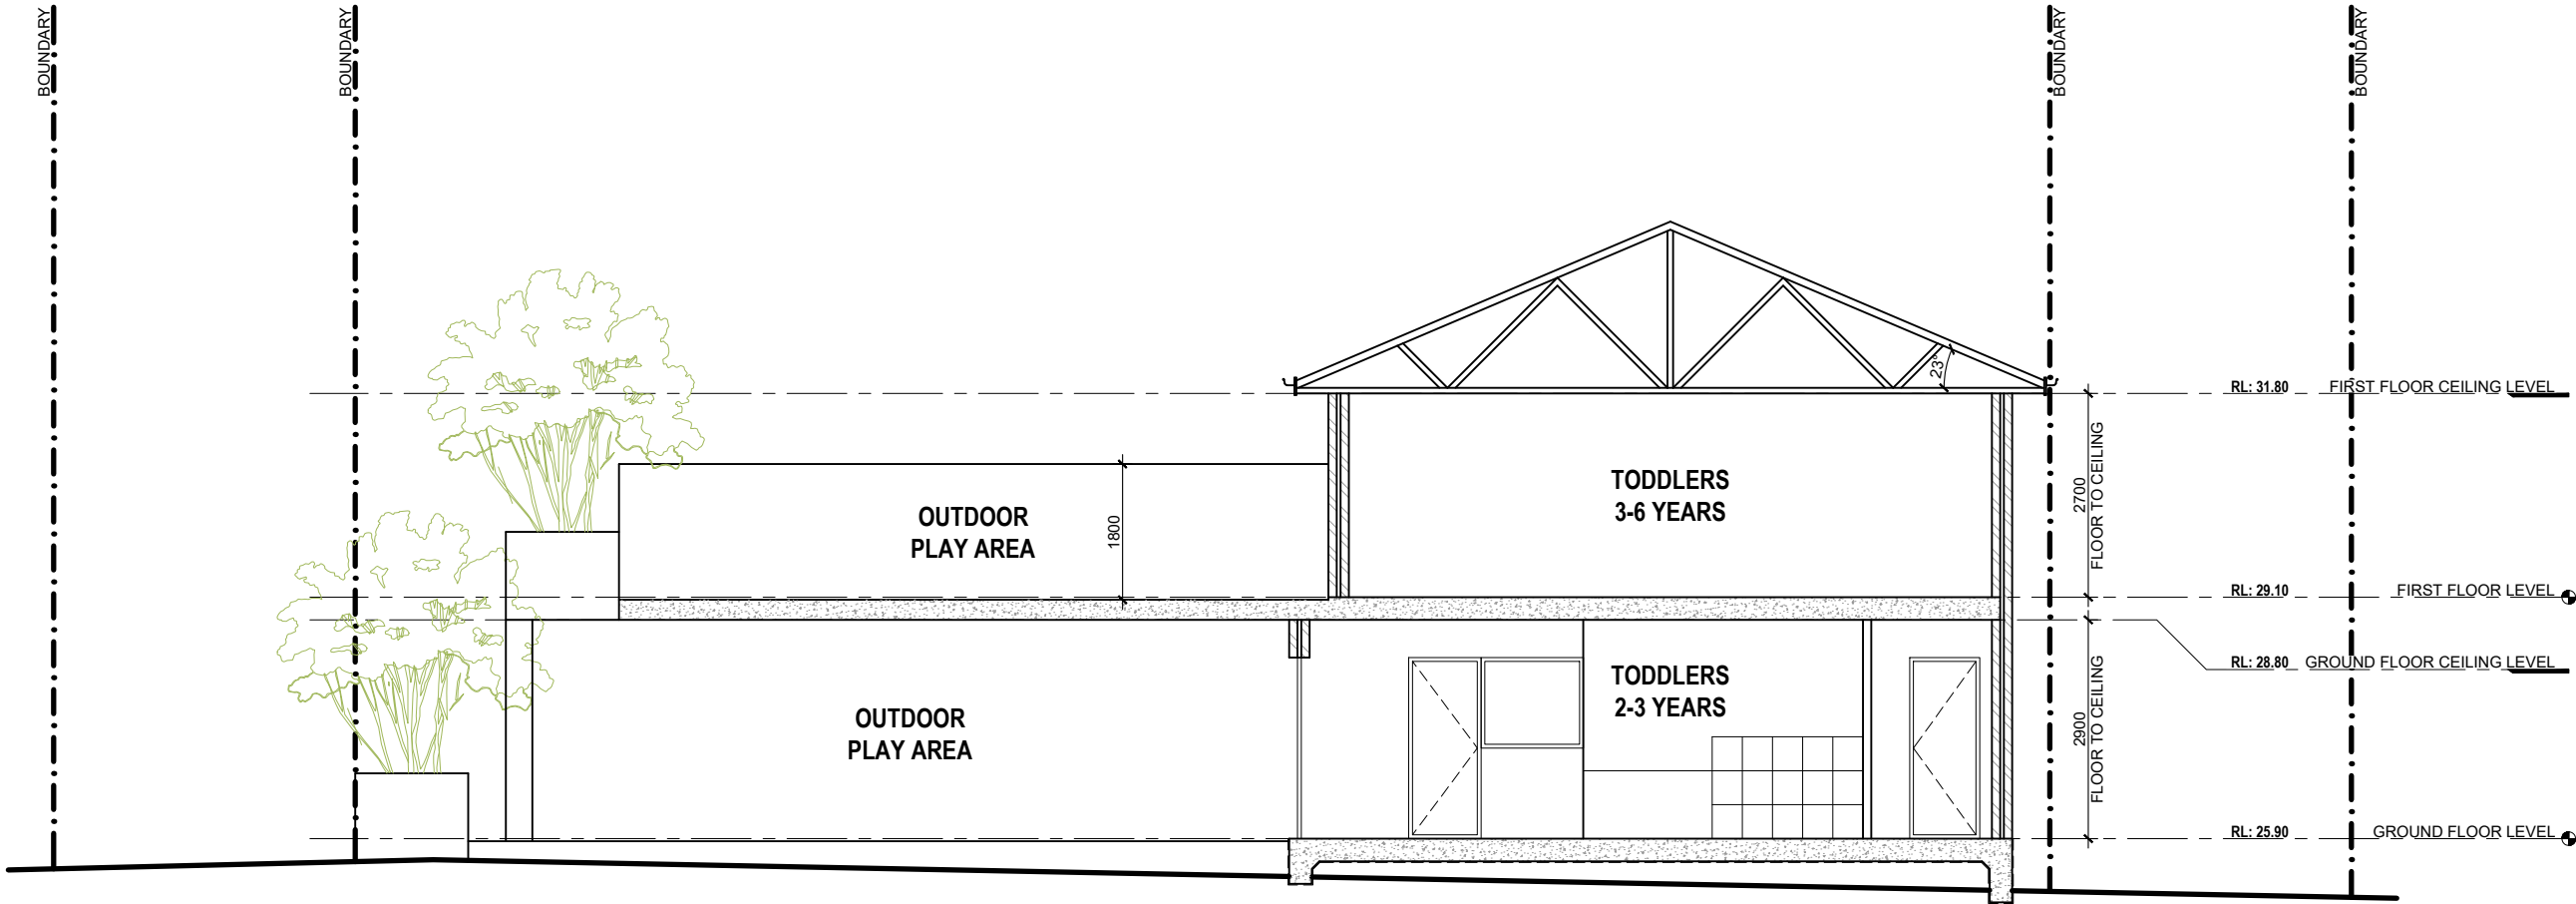 BOUNDARY
BOUNDARY
BOUNDARY
BOUNDARY
23°
RL: 31.80 FIRST FLOOR CEILING LEVEL
TODDLERS
3-6 YEARS
OUTDOOR
PLAY AREA
1800
2700
FLOOR TO CEILING
RL: 29.10 FIRST FLOOR LEVEL
RL: 28.80 GROUND FLOOR CEILING LEVEL
TODDLERS
2-3 YEARS
OUTDOOR
PLAY AREA
2900
FLOOR TO CEILING
RL: 25.90 GROUND FLOOR LEVEL